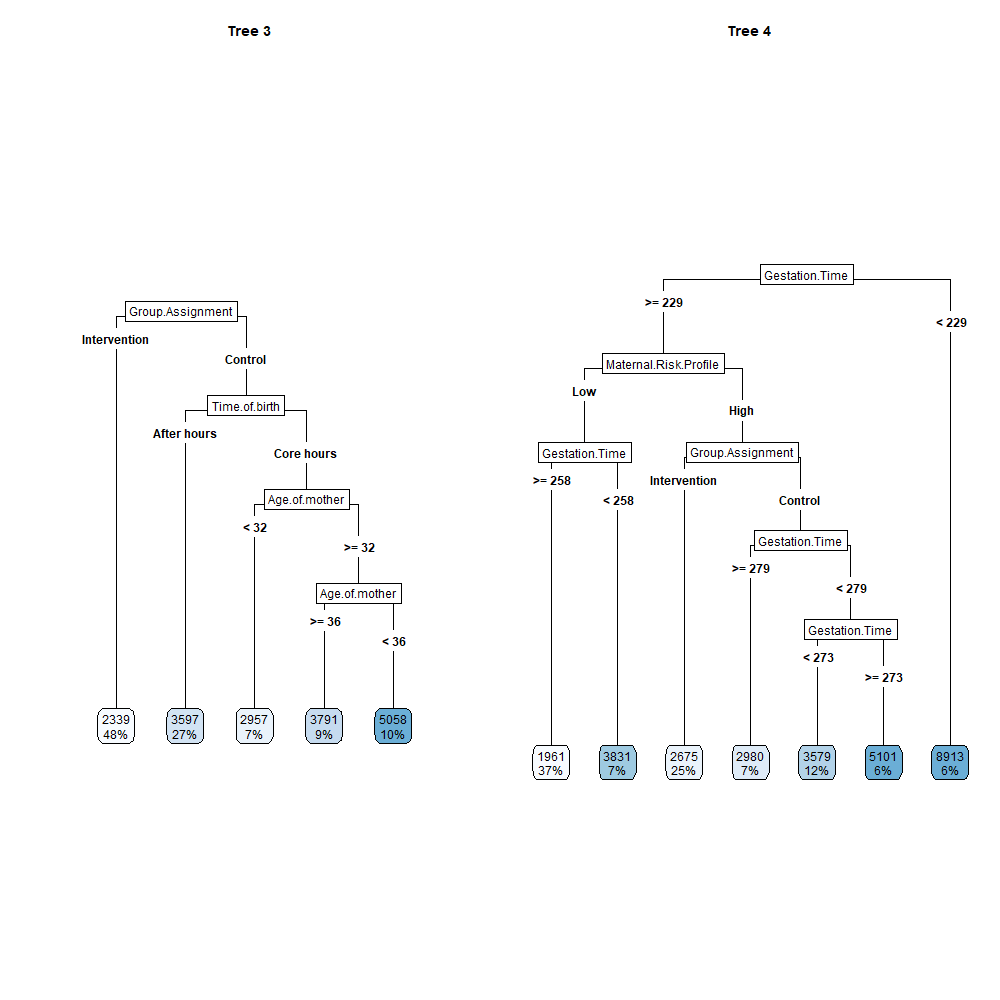 Tree 3
Group.Assignment
Intervention
Control
Time.of.birth
After hours
Core hours
Age.of.mother
< 32
>= 32
Age.of.mother
>= 36
< 36
2339
48%
3597
27%
2957
7%
3791
9%
5058
10%
Tree 4
Gestation.Time
>= 229
< 229
Maternal.Risk.Profile
Low
High
Gestation.Time
Group.Assignment
>= 258
< 258
Intervention
Control
Gestation.Time
>= 279
< 279
Gestation.Time
< 273
>= 273
1961
37%
3831
7%
2675
25%
2980
7%
3579
12%
5101
6%
8913
6%